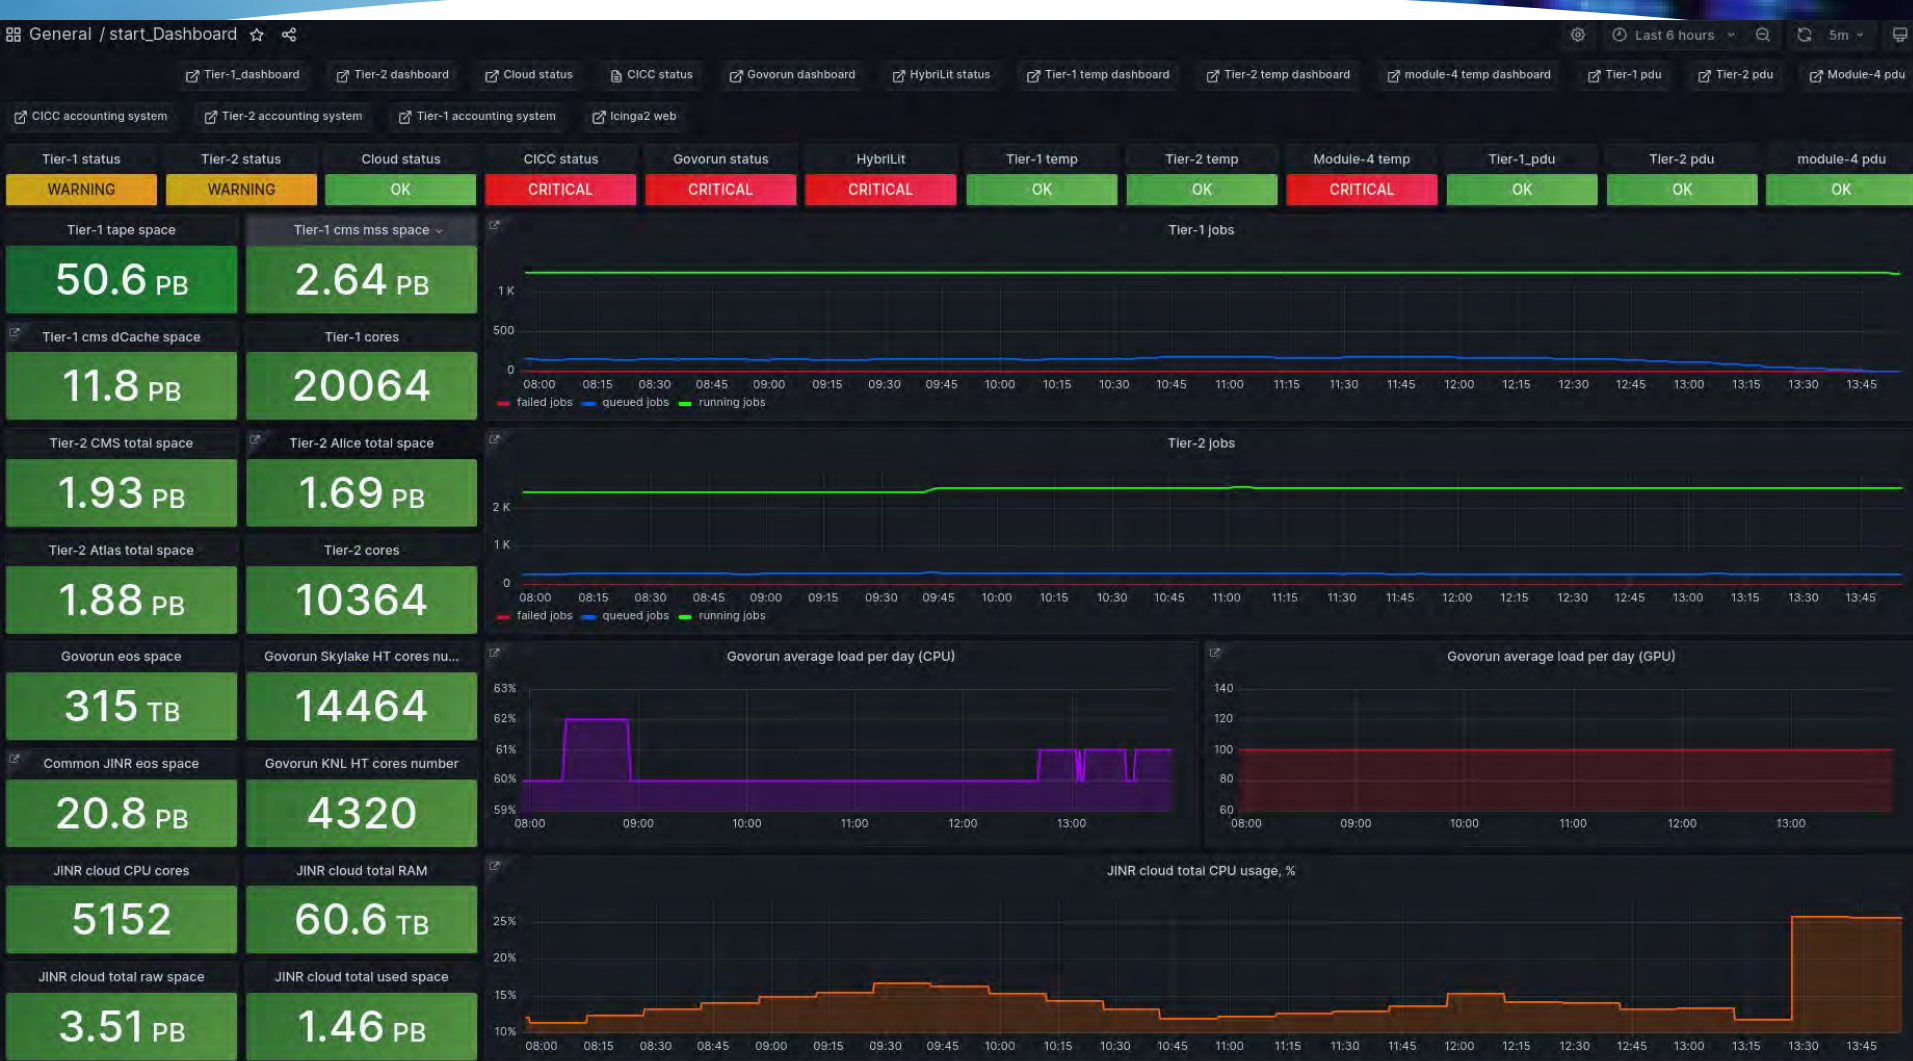 General / start_Dashboard
Last 6 hours
5m
Tier-1_dashboard Tier-2 dashboard Cloud status CICC status Govorun dashboard HybriLit status Tier-1 temp dashboard Tier-2 temp dashboard module-4 temp dashboard Tier-1 pdu Tier-2 pdu Module-4 pdu
CICC accounting system Tier-2 accounting system Tier-1 accounting system Icinga2 web
Tier-1 status Tier-2 status Cloud status CICC status Govorun status HybriLit Tier-1 temp Tier-2 temp Module-4 temp Tier-1_pdu Tier-2 pdu module-4 pdu
WARNING WARNING OK CRITICAL CRITICAL CRITICAL OK OK CRITICAL OK OK OK
Tier-1 tape space
50.6 PB
Tier-1 cms mss space
2.64 PB
Tier-1 cms dCache space
11.8 PB
Tier-1 cores
20064
Tier-2 CMS total space
1.93 PB
Tier-2 Alice total space
1.69 PB
Tier-2 Atlas total space
1.88 PB
Tier-2 cores
10364
Govorun eos space
315 TB
Govorun Skylake HT cores nu...
14464
Common JINR eos space
20.8 PB
Govorun KNL HT cores number
4320
JINR cloud CPU cores
5152
JINR cloud total RAM
60.6 TB
JINR cloud total raw space
3.51 PB
JINR cloud total used space
1.46 PB
Tier-1 jobs
1 K
500
0
08:00 08:15 08:30 08:45 09:00 09:15 09:30 09:45 10:00 10:15 10:30 10:45 11:00 11:15 11:30 11:45 12:00 12:15 12:30 12:45 13:00 13:15 13:30 13:45
failed jobs queued jobs running jobs
Tier-2 jobs
2 K
1 K
0
08:00 08:15 08:30 08:45 09:00 09:15 09:30 09:45 10:00 10:15 10:30 10:45 11:00 11:15 11:30 11:45 12:00 12:15 12:30 12:45 13:00 13:15 13:30 13:45
failed jobs queued jobs running jobs
Govorun average load per day (CPU)
63%
62%
61%
60%
59%
08:00 09:00 10:00 11:00 12:00 13:00
Govorun average load per day (GPU)
140
120
100
80
60
08:00 09:00 10:00 11:00 12:00 13:00
JINR cloud total CPU usage, %
25%
20%
15%
10%
08:00 08:15 08:30 08:45 09:00 09:15 09:30 09:45 10:00 10:15 10:30 10:45 11:00 11:15 11:30 11:45 12:00 12:15 12:30 12:45 13:00 13:15 13:30 13:45